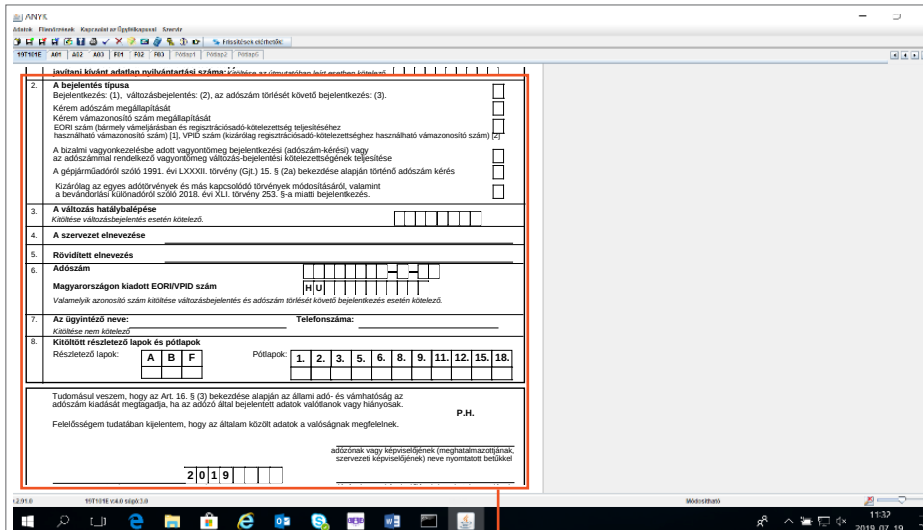 ANYK
Adatok Ellenőrzések Kapcsolat az Ügyfélkapuval Szerviz
Frissítések elérhetők!
19T101E A01 A02 A03 F01 F02 F03 Pótlap1 Pótlap2 Pótlap5
javítani kívánt adatlap nyilvántartási száma: Kitöltése az útmutatóban leírt esetben kötelező.
2. A bejelentés típusa
Bejelentkezés: (1), változásbejelentés: (2), az adószám törlését követő bejelentkezés: (3).
Kérem adószám megállapítását
Kérem vámazonosító szám megállapítását
EORI szám (bármely vámeljárásban és regisztrációsadó-kötelezettség teljesítéséhez
használható vámazonosító szám) [1], VPID szám (kizárólag regisztrációsadó-kötelezettséghez használható vámazonosító szám) [2]
A bizalmi vagyonkezelésbe adott vagyontömeg bejelentkezési (adószám-kérési) vagy
az adószámmal rendelkező vagyontömeg változás-bejelentési kötelezettségének teljesítése
A gépjárműadóról szóló 1991. évi LXXXII. törvény (Gjt.) 15. § (2a) bekezdése alapján történő adószám kérés
Kizárólag az egyes adótörvények és más kapcsolódó törvények módosításáról, valamint
a bevándorlási különadóról szóló 2018. évi XLI. törvény 253. §-a miatti bejelentkezés.
3. A változás hatálybalépése
Kitöltése változásbejelentés esetén kötelező.
4. A szervezet elnevezése
5. Rövidített elnevezés
6. Adószám
Magyarországon kiadott EORI/VPID szám HU
Valamelyik azonosító szám kitöltése változásbejelentés és adószám törlését követő bejelentkezés esetén kötelező.
7. Az ügyintéző neve: Telefonszáma:
Kitöltése nem kötelező
8. Kitöltött részletező lapok és pótlapok
Részletező lapok: A B F Pótlapok: 1. 2. 3. 5. 6. 8. 9. 11. 12. 15. 18.
Tudomásul veszem, hogy az Art. 16. § (3) bekezdése alapján az állami adó- és vámhatóság az
adószám kiadását megtagadja, ha az adózó által bejelentett adatok valótlanok vagy hiányosak.
P.H.
Felelősségem tudatában kijelentem, hogy az általam közölt adatok a valóságnak megfelelnek.
adózónak vagy képviselőjének (meghatalmazottjának,
szervezeti képviselőjének) neve nyomtatott betűkkel
2019
19T101E v:4.0 súgó:3.0 Módosítható
11:32
2019. 07. 19.